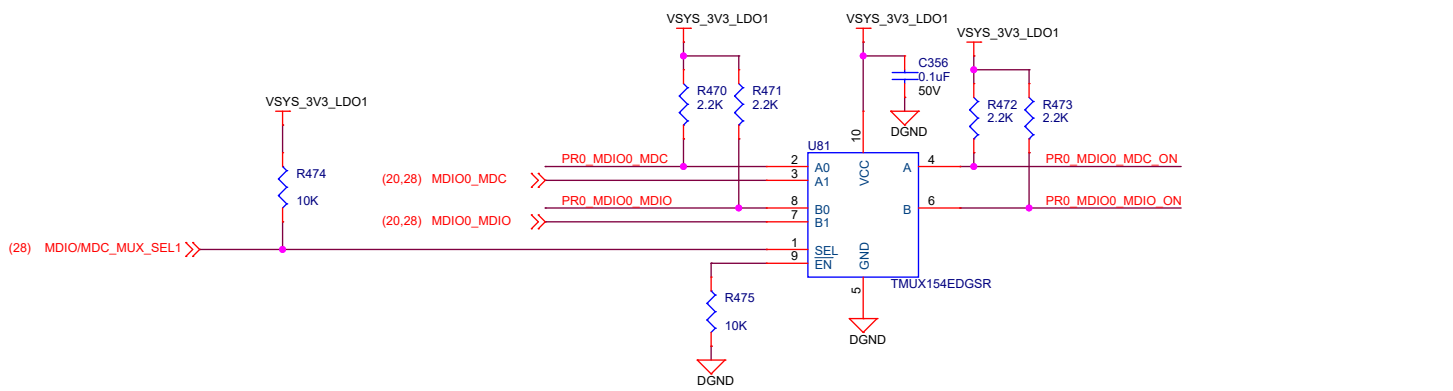 VSYS_3V3_LDO1
VSYS_3V3_LDO1
VSYS_3V3_LDO1
VSYS_3V3_LDO1
C356
0.1uF
50V
DGND
R470
2.2K
R471
2.2K
R472
2.2K
R473
2.2K
R474
10K
U81
10
VCC
PR0_MDIO0_MDC
2
A0
A
4
PR0_MDIO0_MDC_ON
(20,28) MDIO0_MDC
3
A1
PR0_MDIO0_MDIO
8
B0
B
6
PR0_MDIO0_MDIO_ON
(20,28) MDIO0_MDIO
7
B1
(28) MDIO/MDC_MUX_SEL1
1
SEL
9
EN
GND
5
TMUX154EDGSR
R475
10K
DGND
DGND